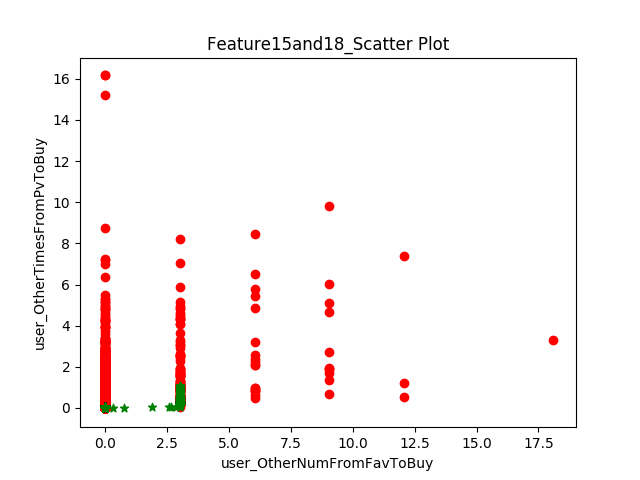 Feature15and18_Scatter Plot
16
14
12
10
8
6
4
2
0
user_OtherTimesFromPvToBuy
0.0 2.5 5.0 7.5 10.0 12.5 15.0 17.5
user_OtherNumFromFavToBuy